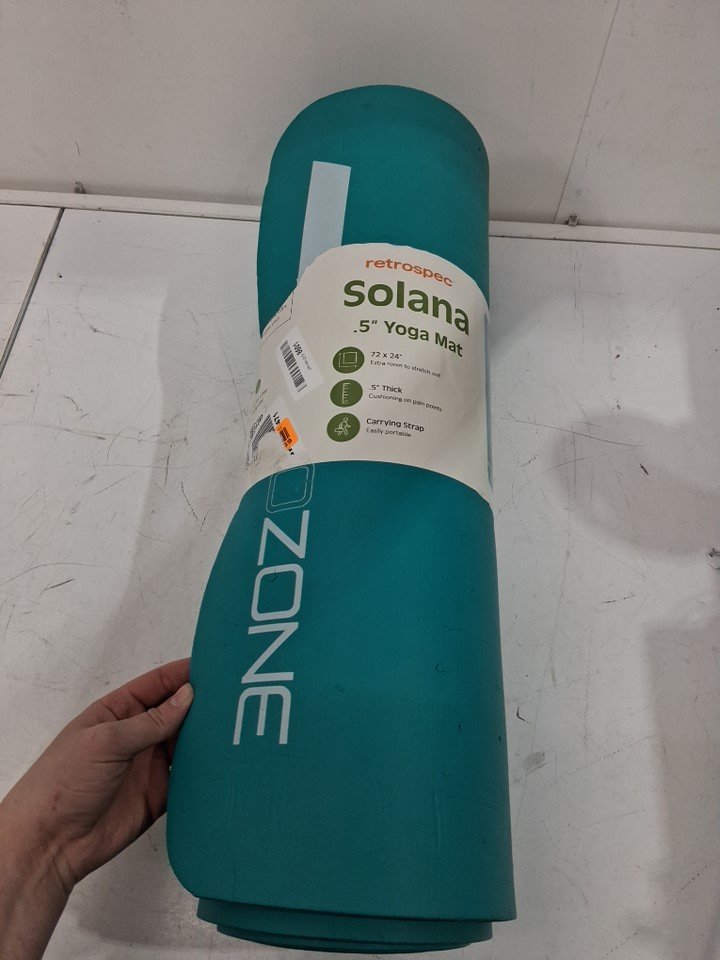 retrospec
Solana
.5" Yoga Mat
72 x 24"
Extra room to stretch out
.5" Thick
Cushioning on pain points
Carrying Strap
Easily portable
ZONE